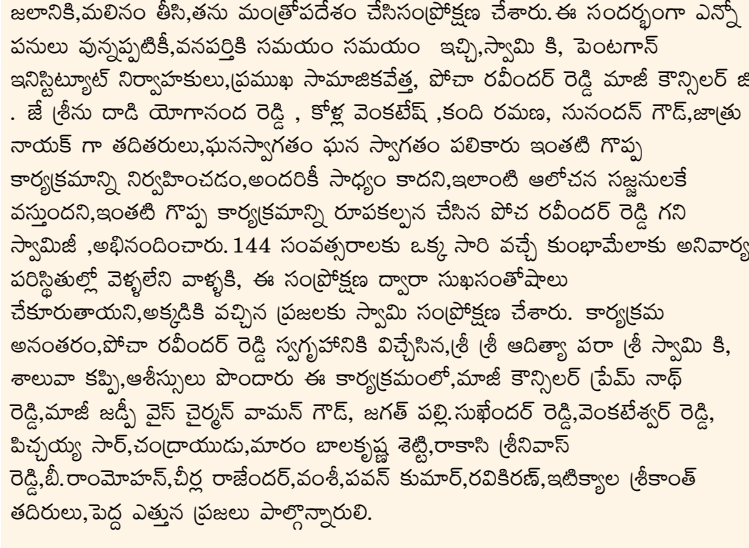 జలానికి,మలినం తీసి,తను మంత్రోపదేశం చేసిసంప్రోక్షణ చేశారు.ఈ సందర్భంగా ఎన్నో
పనులు వున్నప్పటికీ,వనపర్తికి సమయం సమయం ఇచ్చి,స్వామి కి, పెంటగాన్
ఇనిస్టిట్యూట్ నిర్వాహకులు,ప్రముఖ సామాజికవేత్త, పోచా రవీందర్ రెడ్డి మాజీ కౌన్సిలర్
. జే శ్రీను దాడి యోగానంద రెడ్డి , కోళ్ల వెంకటేష్ ,కంది రమణ, సునందన్ గౌడ్,జాత్రు
నాయక్ గా తదితరులు,ఘనస్వాగతం ఘన స్వాగతం పలికారు ఇంతటి గొప్ప
కార్యక్రమాన్ని నిర్వహించడం,అందరికీ సాధ్యం కాదని,ఇలాంటి ఆలోచన సజ్జనులకే
వస్తుందని,ఇంతటి గొప్ప కార్యక్రమాన్ని రూపకల్పన చేసిన పోచ రవీందర్ రెడ్డి గని
స్వామిజీ ,అభినందించారు. 144 సంవత్సరాలకు ఒక్క సారి వచ్చే కుంభామేలాకు అనివార్య
పరిస్థితుల్లో వెళ్ళలేని వాళ్ళకి, ఈ సంప్రోక్షణ ద్వారా సుఖసంతోషాలు
చేకూరుతాయని,అక్కడికి వచ్చిన ప్రజలకు స్వామి సంప్రోక్షణ చేశారు. కార్యక్రమ
అనంతరం,పోచా రవీందర్ రెడ్డి స్వగృహానికి విచ్చేసిన,శ్రీ శ్రీ ఆదిత్యా పరా శ్రీ స్వామి కి,
శాలువా కప్పి,ఆశీస్సులు పొందారు ఈ కార్యక్రమంలో,మాజీ కౌన్సిలర్ ప్రేమ్ నాథ్
రెడ్డి,మాజీ జడ్పీ వైస్ చైర్మన్ వామన్ గౌడ్, జగత్ పల్లి.సుఖేందర్ రెడ్డి,వెంకటేశ్వర్ రెడ్డి,
పిచ్చయ్య సార్,చంద్రాయుడు,మారం బాలకృష్ణ శెట్టి,రాకాసి శ్రీనివాస్
రెడ్డి,బీ.రాంమోహన్,చీర్ల రాజేందర్,వంశీ,పవన్ కుమార్,రవికిరణ్,ఇటిక్యాల శ్రీకాంత్
తదిరులు,పెద్ద ఎత్తున ప్రజలు పాల్గొన్నారులి.